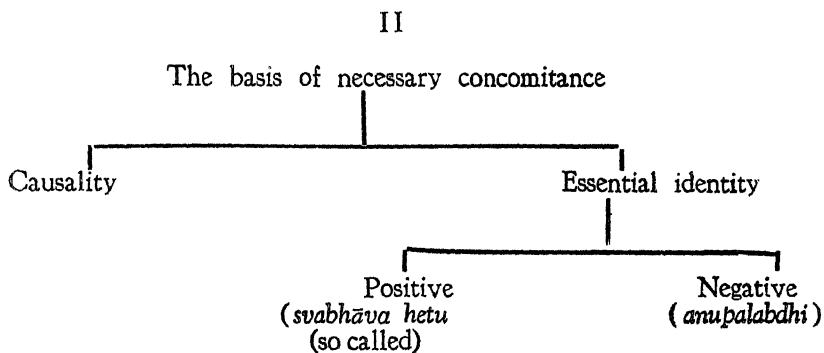 II
The basis of necessary concomitance
Causality Essential identity
Positive Negative
(svabhāva hetu (anupalabdhi)
(so called)